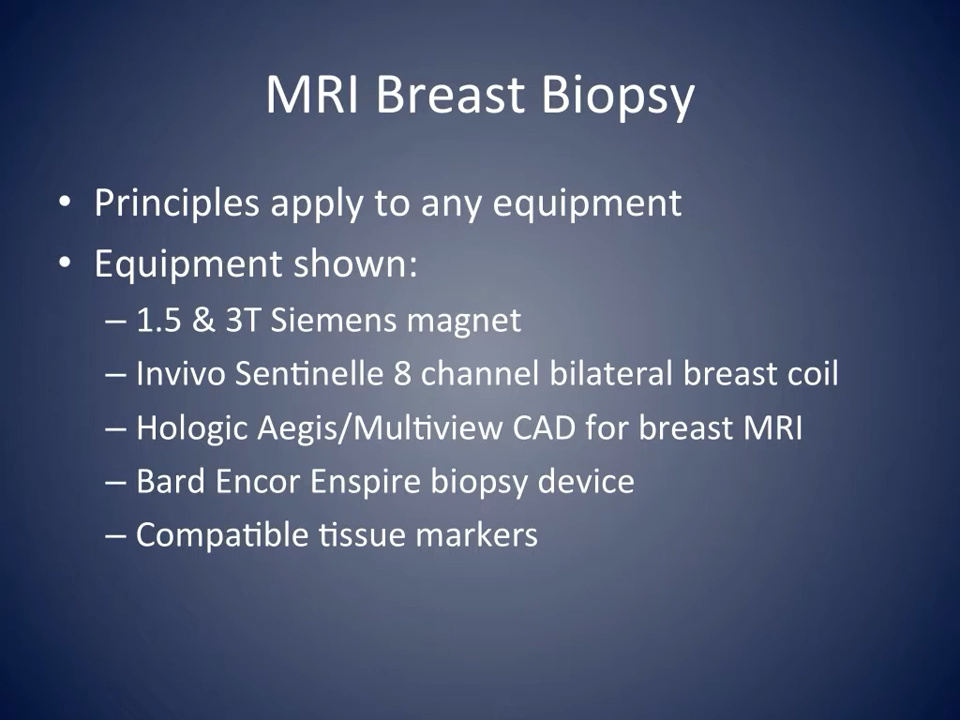 MRI Breast Biopsy
• Principles apply to any equipment
• Equipment shown:
– 1.5 & 3T Siemens magnet
– Invivo Sentinelle 8 channel bilateral breast coil
– Hologic Aegis/Multiview CAD for breast MRI
– Bard Encor Enspire biopsy device
– Compatible tissue markers